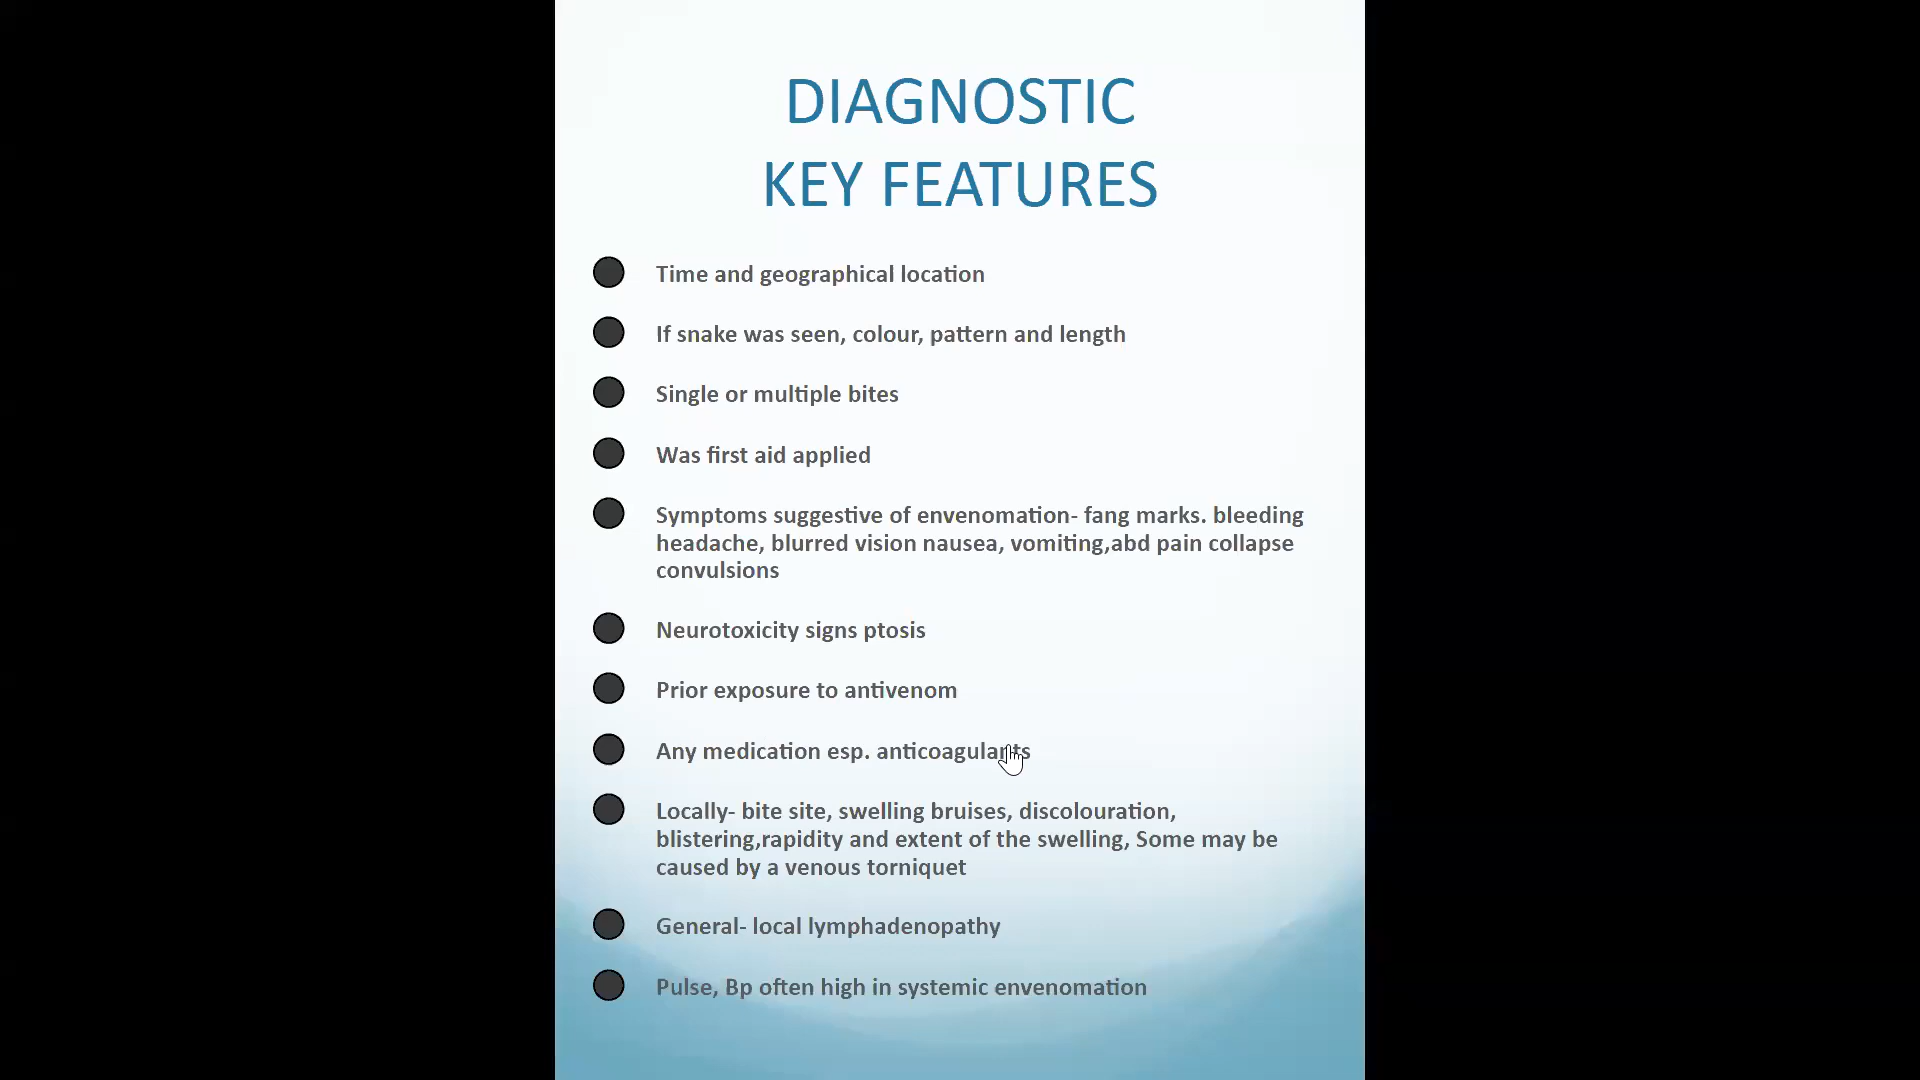 DIAGNOSTIC
KEY FEATURES
Time and geographical location
If snake was seen, colour, pattern and length
Single or multiple bites
Was first aid applied
Symptoms suggestive of envenomation- fang marks. bleeding
headache, blurred vision nausea, vomiting,abd pain collapse
convulsions
Neurotoxicity signs ptosis
Prior exposure to antivenom
Any medication esp. anticoagulants
Locally- bite site, swelling bruises, discolouration,
blistering,rapidity and extent of the swelling, Some may be
caused by a venous torniquet
General- local lymphadenopathy
Pulse, Bp often high in systemic envenomation